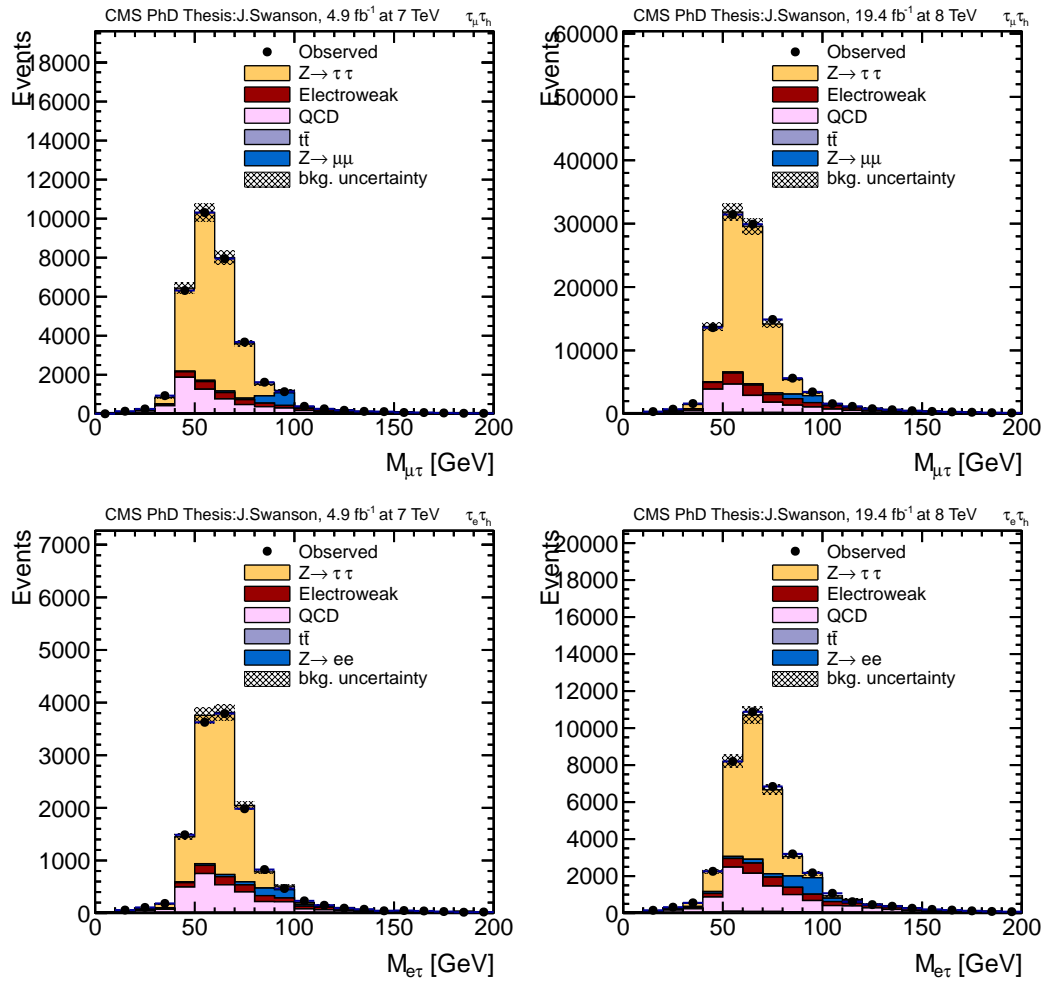 CMS PhD Thesis:J.Swanson, 4.9 fb⁻¹ at 7 TeV τμτh
Events
18000
16000
14000
12000
10000
8000
6000
4000
2000
0
Observed
Z→ τ τ
Electroweak
QCD
tt̄
Z→ μμ
bkg. uncertainty
0 50 100 150 200
Mμτ [GeV]
CMS PhD Thesis:J.Swanson, 19.4 fb⁻¹ at 8 TeV τμτh
Events
60000
50000
40000
30000
20000
10000
0
Observed
Z→ τ τ
Electroweak
QCD
tt̄
Z→ μμ
bkg. uncertainty
0 50 100 150 200
Mμτ [GeV]
CMS PhD Thesis:J.Swanson, 4.9 fb⁻¹ at 7 TeV τeτh
Events
7000
6000
5000
4000
3000
2000
1000
0
Observed
Z→ τ τ
Electroweak
QCD
tt̄
Z→ ee
bkg. uncertainty
0 50 100 150 200
Meτ [GeV]
CMS PhD Thesis:J.Swanson, 19.4 fb⁻¹ at 8 TeV τeτh
Events
20000
18000
16000
14000
12000
10000
8000
6000
4000
2000
0
Observed
Z→ τ τ
Electroweak
QCD
tt̄
Z→ ee
bkg. uncertainty
0 50 100 150 200
Meτ [GeV]